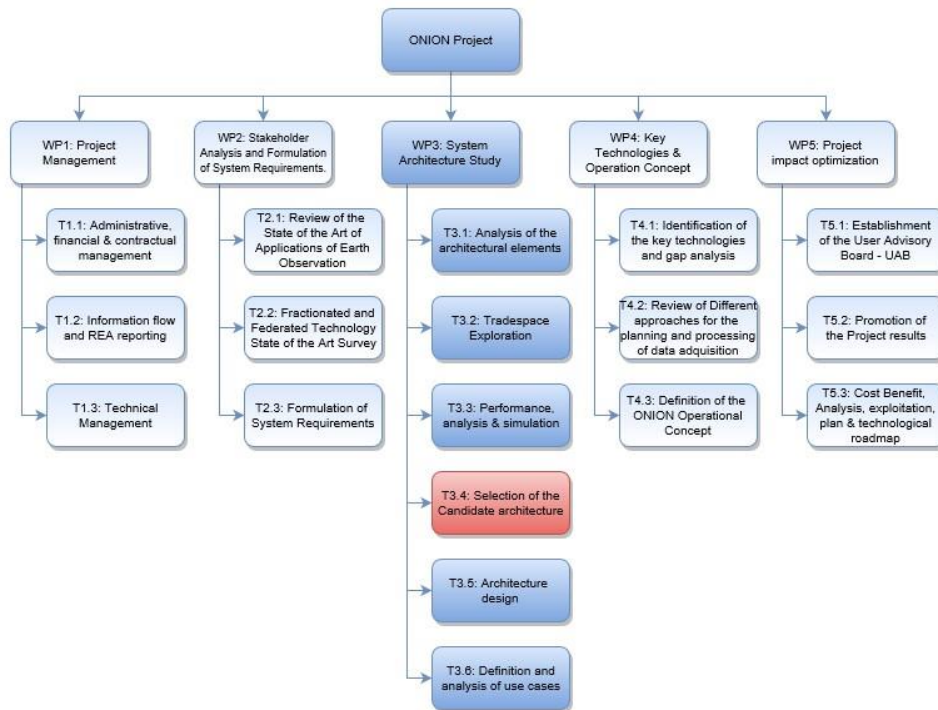 ONION Project
WP1: Project
Management
WP2: Stakeholder
Analysis and Formulation
of System Requirements.
WP3: System
Architecture Study
WP4: Key
Technologies &
Operation Concept
WP5: Project
impact optimization
T1.1: Administrative,
financial & contractual
management
T1.2: Information flow
and REA reporting
T1.3: Technical
Management
T2.1: Review of the
State of the Art of
Applications of Earth
Observation
T2.2: Fractionated and
Federated Technology
State of the Art Survey
T2.3: Formulation of
System Requirements
T3.1: Analysis of the
architectural elements
T3.2: Tradespace
Exploration
T3.3: Performance,
analysis & simulation
T3.4: Selection of the
Candidate architecture
T3.5: Architecture
design
T3.6: Definition and
analysis of use cases
T4.1: Identification of
the key technologies
and gap analysis
T4.2: Review of Different
approaches for the
planning and processing
of data adquisition
T4.3: Definition of the
ONION Operational
Concept
T5.1: Establishment
of the User Advisory
Board - UAB
T5.2: Promotion of
the Project results
T5.3: Cost Benefit,
Analysis, exploitation,
plan & technological
roadmap